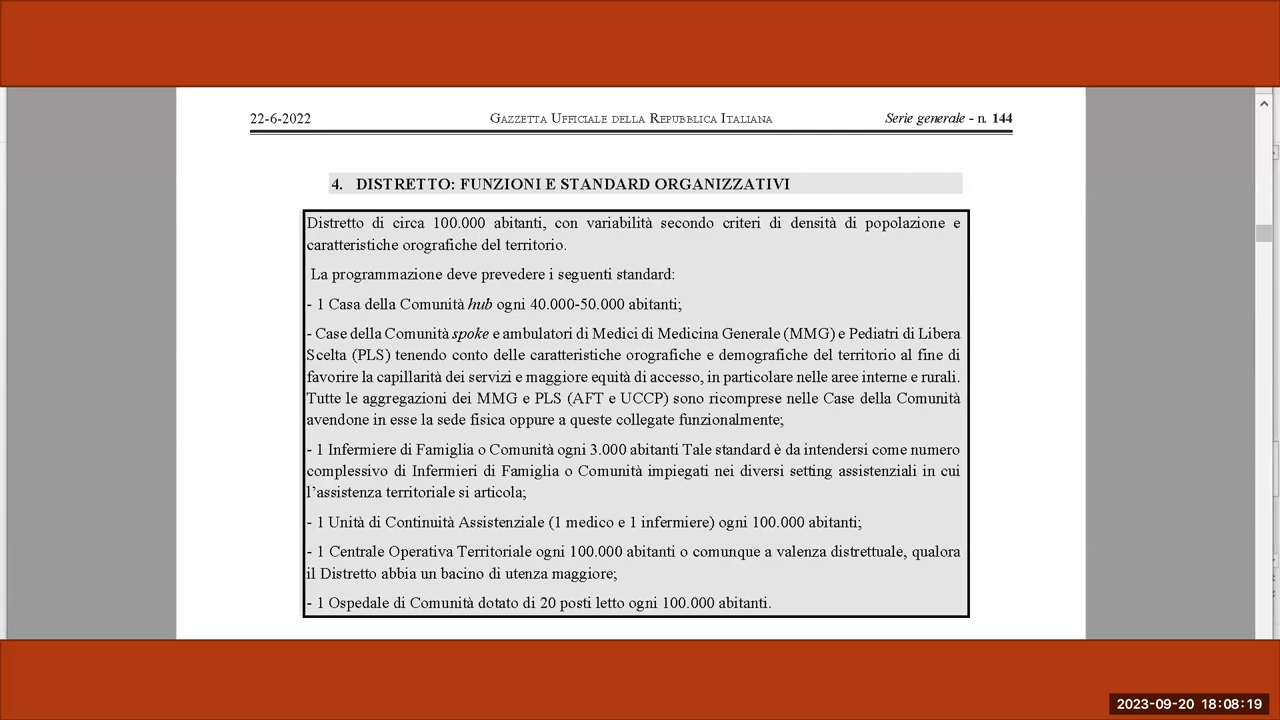 22-6-2022 GAZZETTA UFFICIALE DELLA REPUBBLICA ITALIANA Serie generale - n. 144
4. DISTRETTO: FUNZIONI E STANDARD ORGANIZZATIVI
Distretto di circa 100.000 abitanti, con variabilità secondo criteri di densità di popolazione e
caratteristiche orografiche del territorio.
La programmazione deve prevedere i seguenti standard:
- 1 Casa della Comunità hub ogni 40.000-50.000 abitanti;
- Case della Comunità spoke e ambulatori di Medici di Medicina Generale (MMG) e Pediatri di Libera
Scelta (PLS) tenendo conto delle caratteristiche orografiche e demografiche del territorio al fine di
favorire la capillarità dei servizi e maggiore equità di accesso, in particolare nelle aree interne e rurali.
Tutte le aggregazioni dei MMG e PLS (AFT e UCCP) sono ricomprese nelle Case della Comunità
avendone in esse la sede fisica oppure a queste collegate funzionalmente;
- 1 Infermiere di Famiglia o Comunità ogni 3.000 abitanti Tale standard è da intendersi come numero
complessivo di Infermieri di Famiglia o Comunità impiegati nei diversi setting assistenziali in cui
l’assistenza territoriale si articola;
- 1 Unità di Continuità Assistenziale (1 medico e 1 infermiere) ogni 100.000 abitanti;
- 1 Centrale Operativa Territoriale ogni 100.000 abitanti o comunque a valenza distrettuale, qualora
il Distretto abbia un bacino di utenza maggiore;
- 1 Ospedale di Comunità dotato di 20 posti letto ogni 100.000 abitanti.
2023-09-20 18:08:19